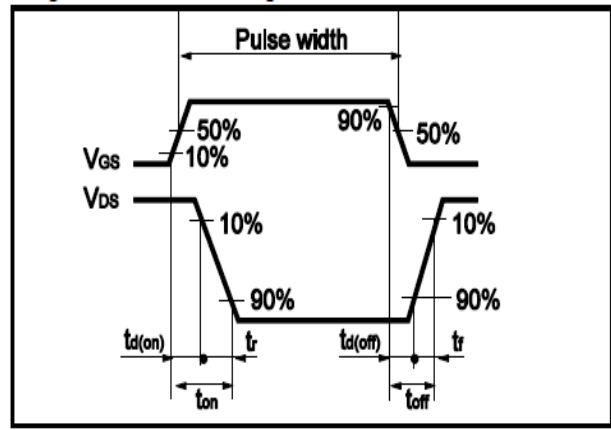 Pulse width
90%
50% 50%
VGS 10%
VDS
10% 10%
90% 90%
td(on) tr td(off) tf
ton toff